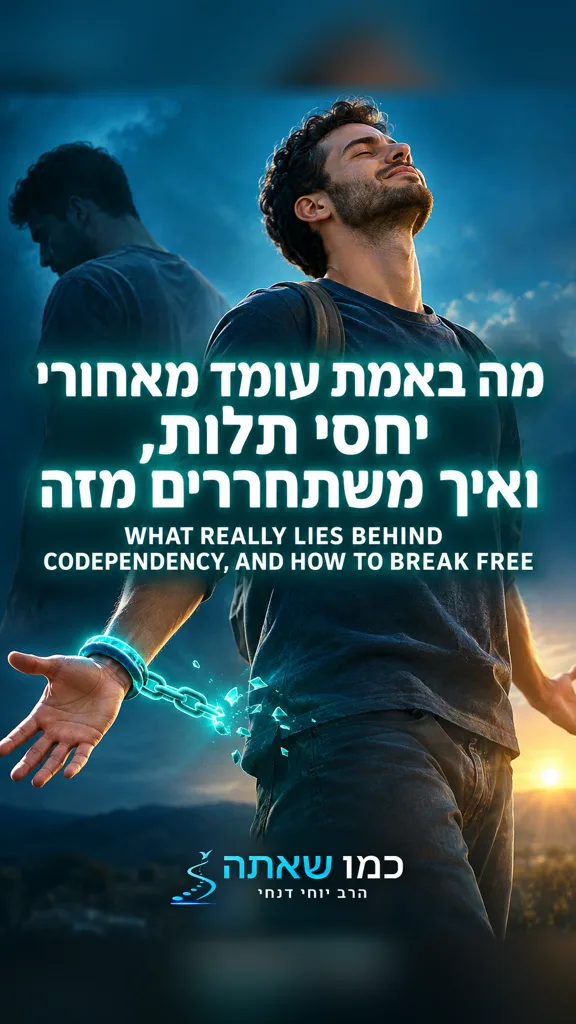 מה באמת עומד מאחורי
יחסי תלות,
ואיך משתחררים מזה
WHAT REALLY LIES BEHIND
CODEPENDENCY, AND HOW TO BREAK FREE
כמו שאתה
הרב יוחי דנחי